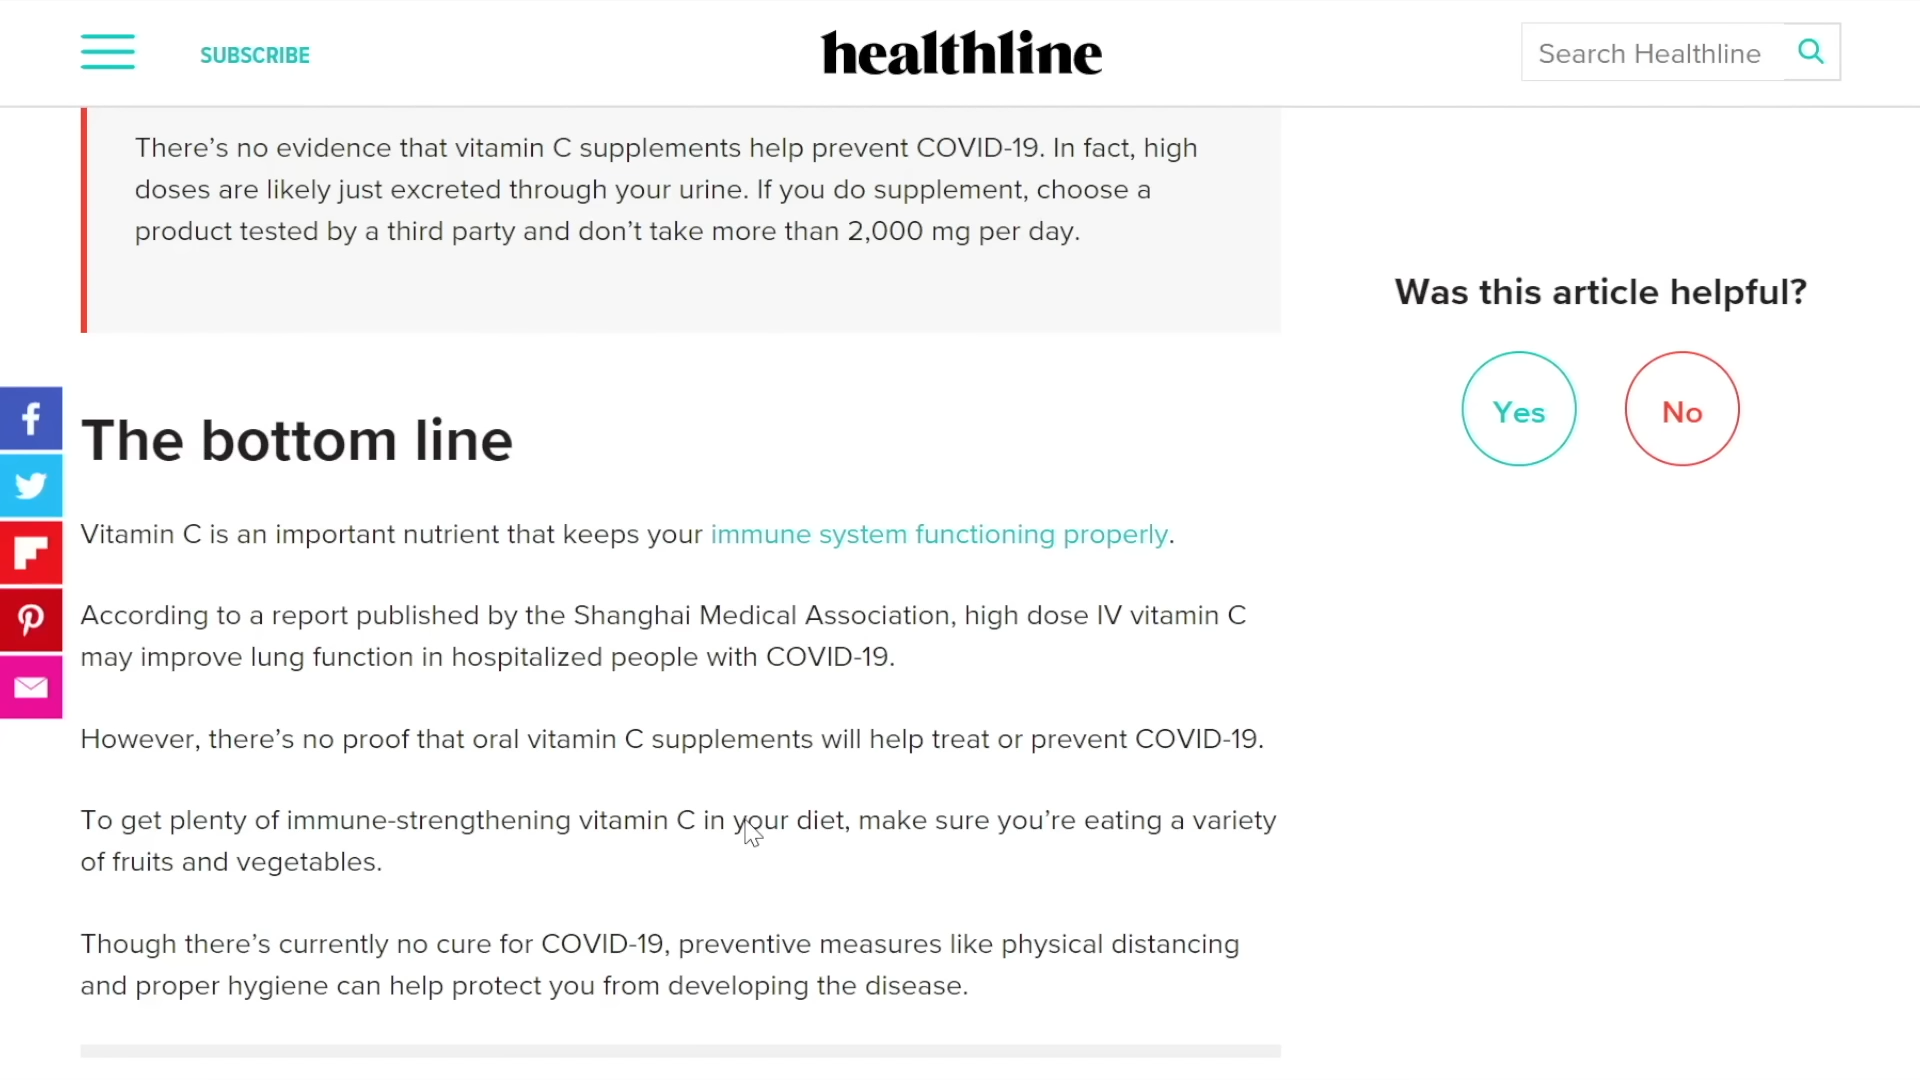 SUBSCRIBE
healthline
Search Healthline
There’s no evidence that vitamin C supplements help prevent COVID-19. In fact, high
doses are likely just excreted through your urine. If you do supplement, choose a
product tested by a third party and don’t take more than 2,000 mg per day.
Was this article helpful?
Yes
No
The bottom line
Vitamin C is an important nutrient that keeps your immune system functioning properly.
According to a report published by the Shanghai Medical Association, high dose IV vitamin C
may improve lung function in hospitalized people with COVID-19.
However, there’s no proof that oral vitamin C supplements will help treat or prevent COVID-19.
To get plenty of immune-strengthening vitamin C in your diet, make sure you’re eating a variety
of fruits and vegetables.
Though there’s currently no cure for COVID-19, preventive measures like physical distancing
and proper hygiene can help protect you from developing the disease.